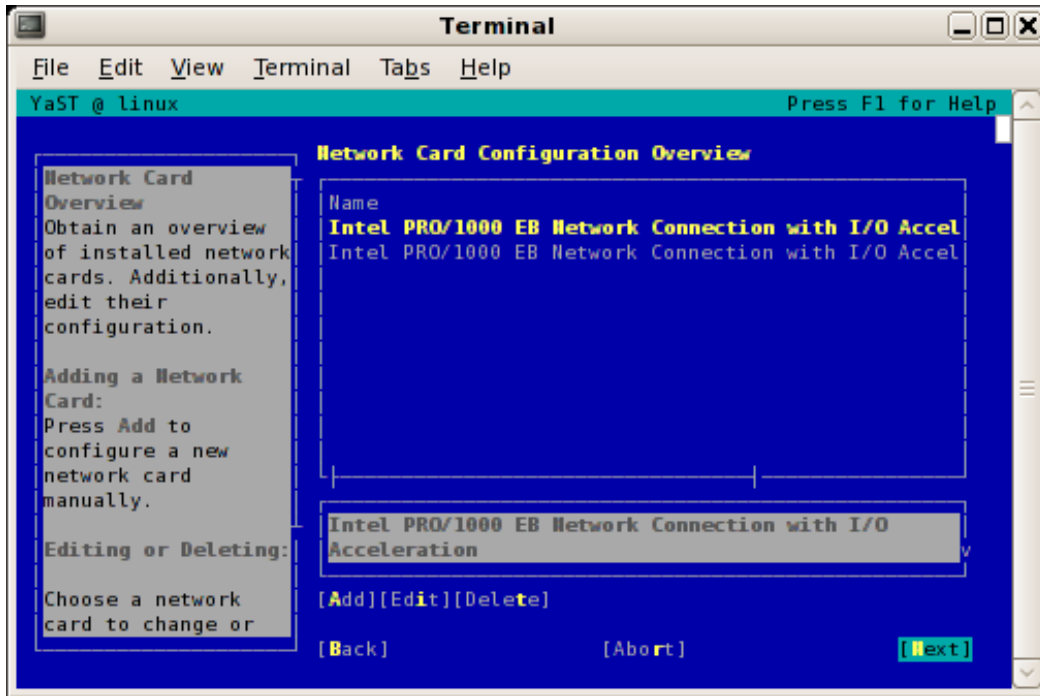 Terminal
File Edit View Terminal Tabs Help
YaST @ linux Press F1 for Help
Network Card
Overview
Obtain an overview
of installed network
cards. Additionally,
edit their
configuration.
Adding a Network
Card:
Press Add to
configure a new
network card
manually.
Editing or Deleting:
Choose a network
card to change or
Network Card Configuration Overview
Name
Intel PRO/1000 EB Network Connection with I/O Accel
Intel PRO/1000 EB Network Connection with I/O Accel
Intel PRO/1000 EB Network Connection with I/O
Acceleration
[Add][Edit][Delete]
[Back] [Abort] [Next]